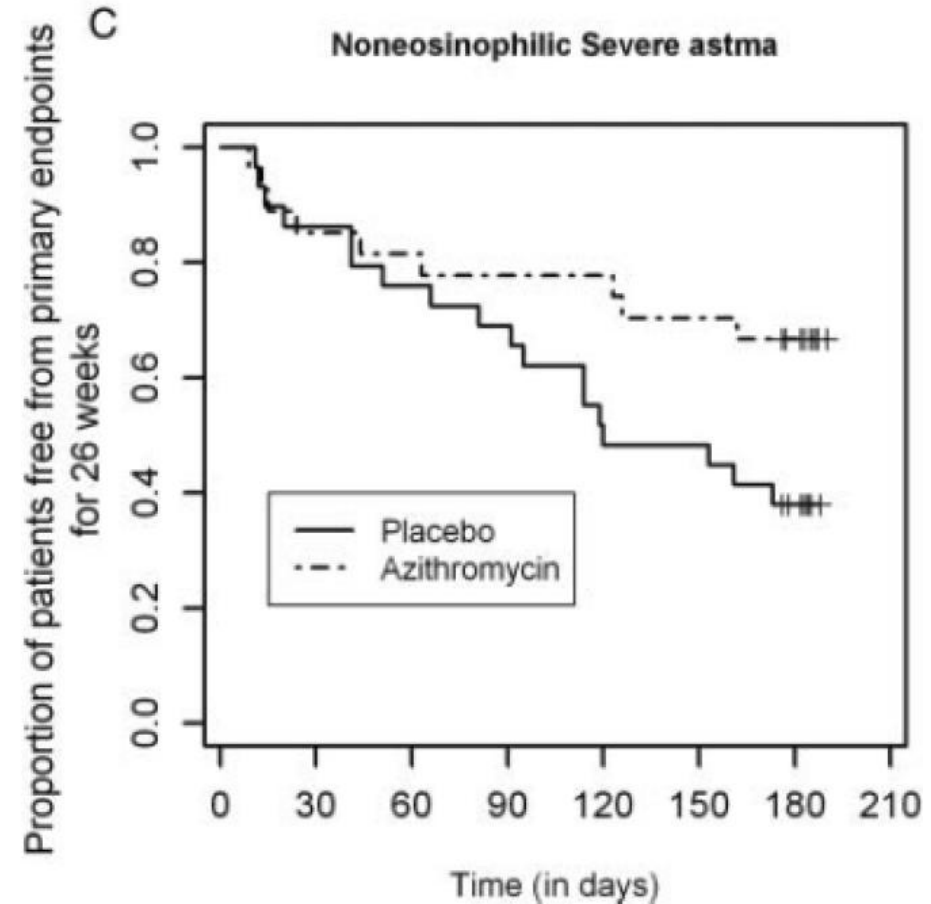 C
Noneosinophilic Severe astma
Proportion of patients free from primary endpoints
for 26 weeks
1.0
0.8
0.6
0.4
0.2
0.0
Placebo
Azithromycin
0 30 60 90 120 150 180 210
Time (in days)